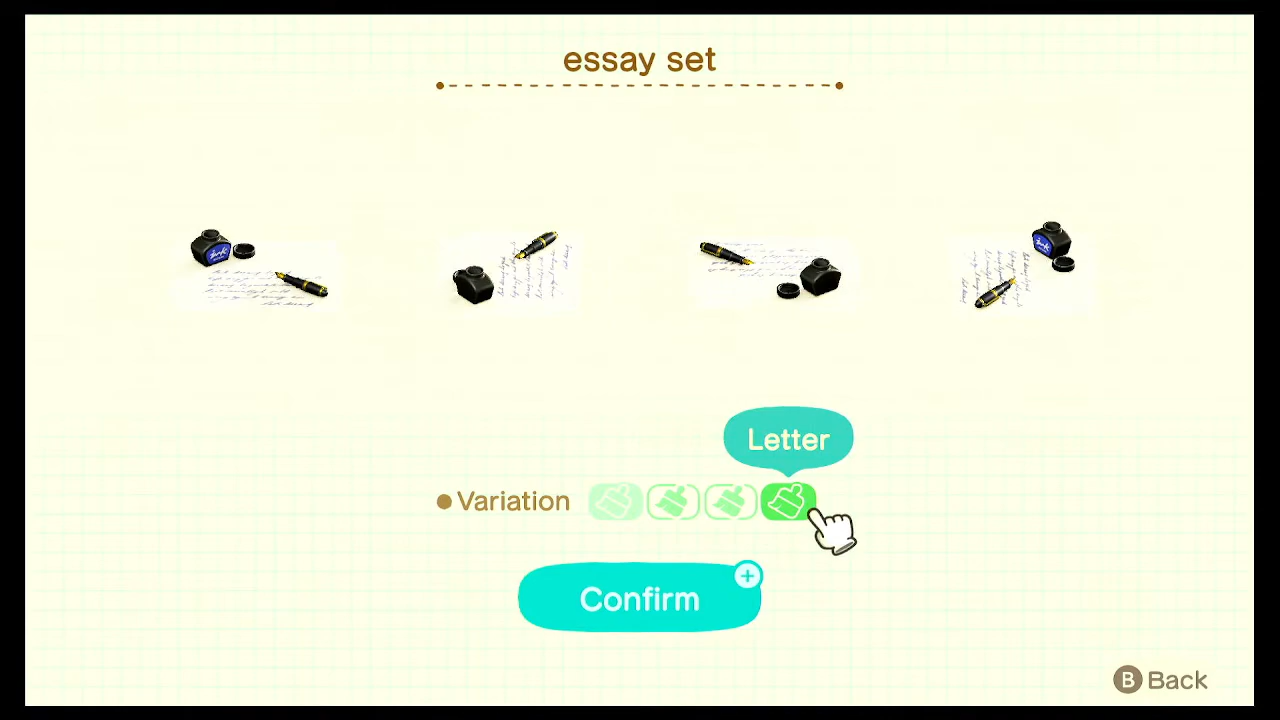 essay set
Letter
Variation
Confirm
B Back